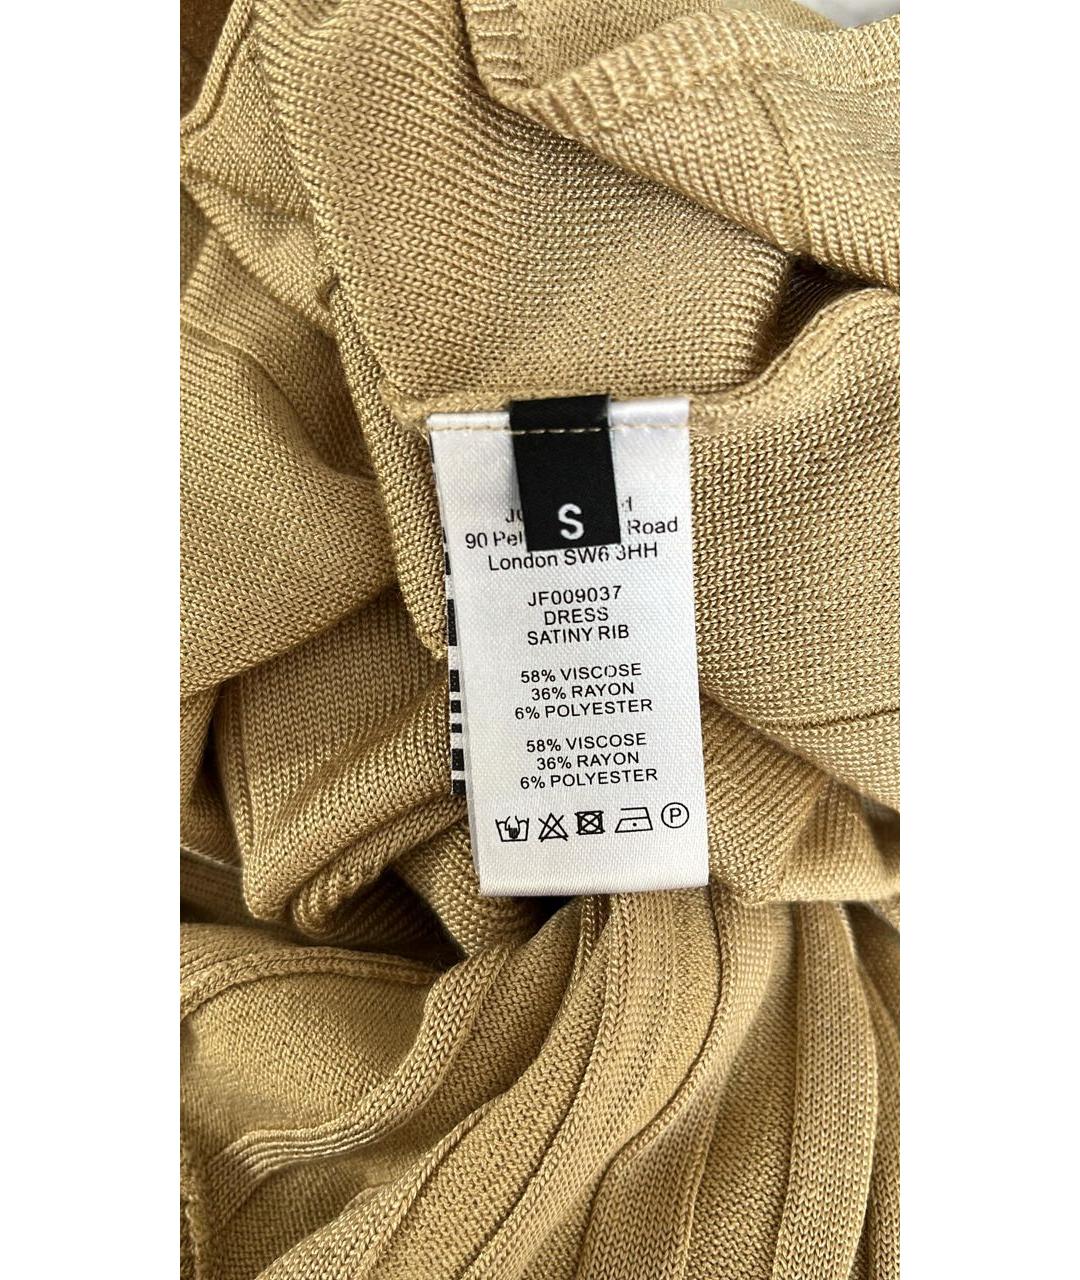 S
90 Road
London SW6 3HH
JF009037
DRESS
SATINY RIB
58% VISCOSE
36% RAYON
6% POLYESTER
58% VISCOSE
36% RAYON
6% POLYESTER
P